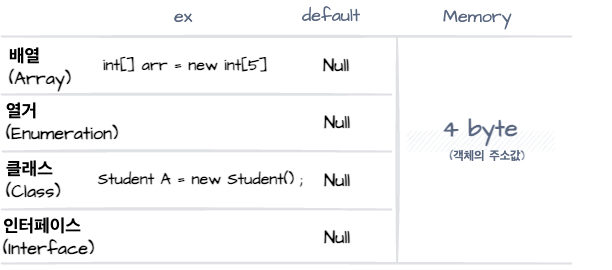 ex default Memory
배열
(Array) int[] arr = new int[5] Null
열거
(Enumeration) Null
4 byte
(객체의 주소값)
클래스
(Class) Student A = new Student() ; Null
인터페이스
(Interface) Null